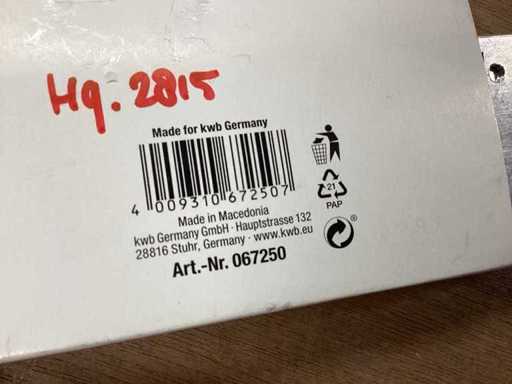 Hq. 2815
Made for kwb Germany
4 009310 672507
Made in Macedonia
kwb Germany GmbH · Hauptstrasse 132
28816 Stuhr, Germany · www.kwb.eu
Art.-Nr. 067250
21
PAP